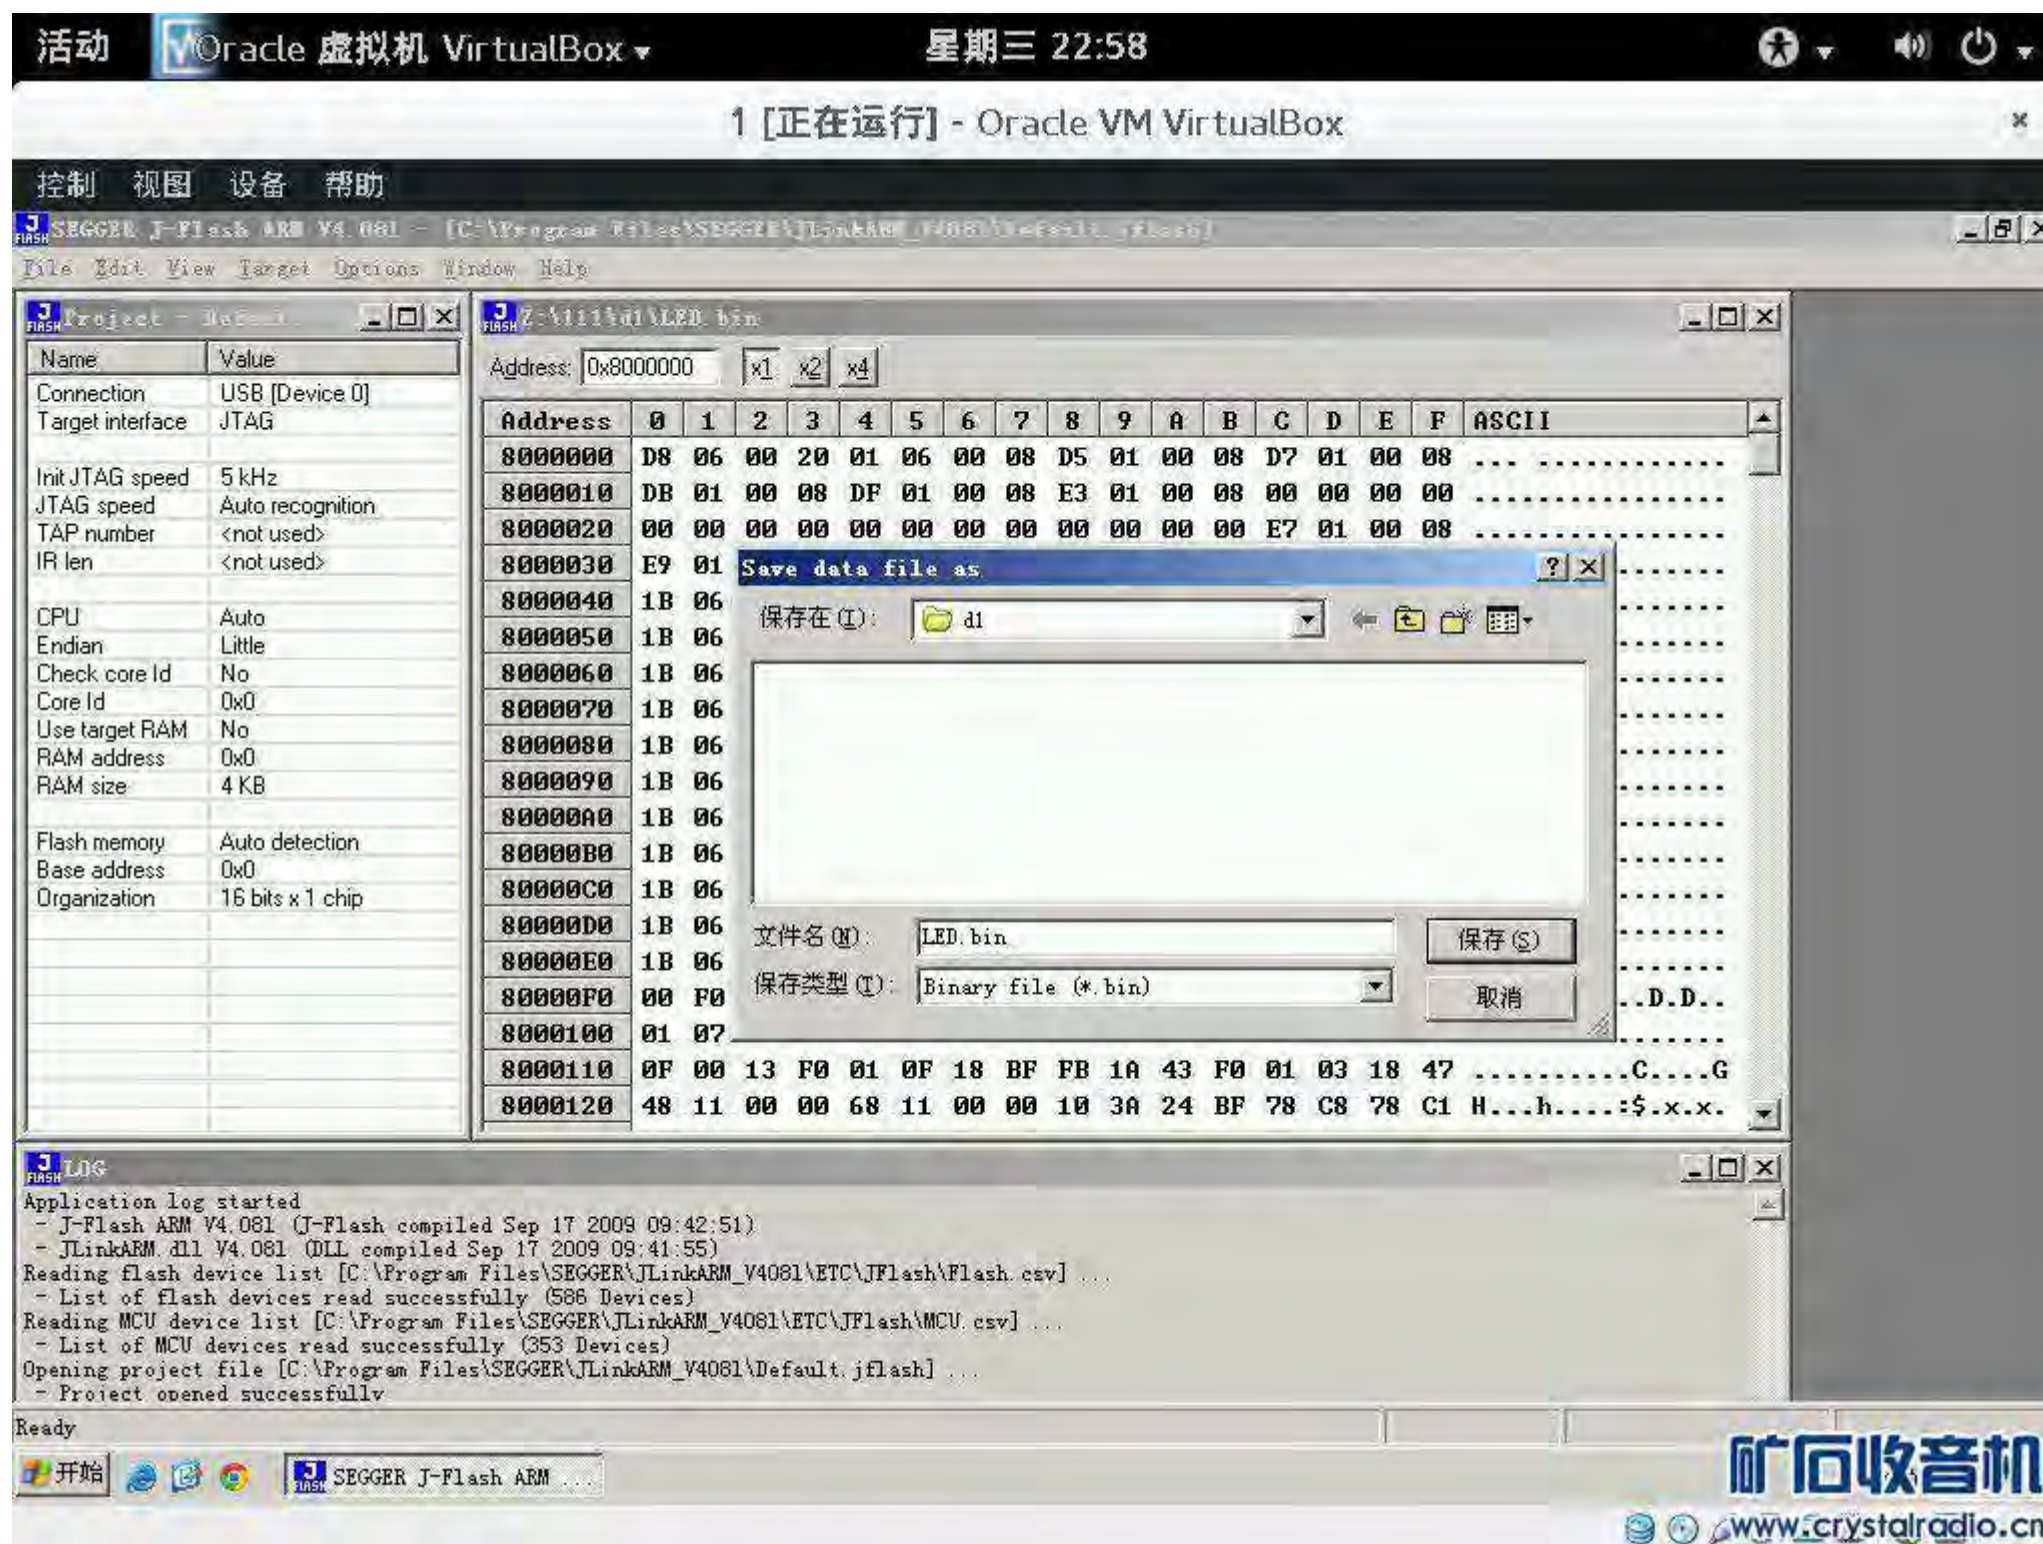 活动 Oracle 虚拟机 VirtualBox 星期三 22:58
1 [正在运行] - Oracle VM VirtualBox
控制 视图 设备 帮助
SEGGER J-Flash ARM V4.081 - [C:\Program Files\SEGGER\JLinkARM_V4081\Default.jflash]
File Edit View Target Options Window Help
Project - Defaul...
Name Value
Connection USB [Device 0]
Target interface JTAG
Init JTAG speed 5 kHz
JTAG speed Auto recognition
TAP number <not used>
IR len <not used>
CPU Auto
Endian Little
Check core Id No
Core Id 0x0
Use target RAM No
RAM address 0x0
RAM size 4 KB
Flash memory Auto detection
Base address 0x0
Organization 16 bits x 1 chip
Z:\111\d1\LED.bin
Address: 0x8000000 x1 x2 x4
Address 0 1 2 3 4 5 6 7 8 9 A B C D E F ASCII
8000000 D8 06 00 20 01 06 00 08 D5 01 00 08 D7 01 00 08 ... ............
8000010 DB 01 00 08 DF 01 00 08 E3 01 00 08 00 00 00 00 ................
8000020 00 00 00 00 00 00 00 00 00 00 00 00 E7 01 00 08 ................
8000030 E9 01 .......
8000040 1B 06 .......
8000050 1B 06 .......
8000060 1B 06 .......
8000070 1B 06 .......
8000080 1B 06 .......
8000090 1B 06 .......
80000A0 1B 06 .......
80000B0 1B 06 .......
80000C0 1B 06 .......
80000D0 1B 06 .......
80000E0 1B 06 .......
80000F0 00 F0 ..D.D..
8000100 01 07 .......
8000110 0F 00 13 F0 01 0F 18 BF FB 1A 43 F0 01 03 18 47 ..........C....G
8000120 48 11 00 00 68 11 00 00 10 3A 24 BF 78 C8 78 C1 H...h....:$.x.x.
Save data file as
保存在(I): d1
文件名(N): LED.bin 保存(S)
保存类型(T): Binary file (*.bin) 取消
LOG
Application log started
- J-Flash ARM V4.081 (J-Flash compiled Sep 17 2009 09:42:51)
- JLinkARM.dll V4.081 (DLL compiled Sep 17 2009 09:41:55)
Reading flash device list [C:\Program Files\SEGGER\JLinkARM_V4081\ETC\JFlash\Flash.csv] ...
- List of flash devices read successfully (586 Devices)
Reading MCU device list [C:\Program Files\SEGGER\JLinkARM_V4081\ETC\JFlash\MCU.csv] ...
- List of MCU devices read successfully (353 Devices)
Opening project file [C:\Program Files\SEGGER\JLinkARM_V4081\Default.jflash] ...
- Project opened successfully
Ready
开始 SEGGER J-Flash ARM ...
矿石收音机
www.crystalradio.cn